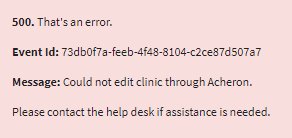 500. That's an error.
Event Id: 73db0f7a-feeb-4f48-8104-c2ce87d507a7
Message: Could not edit clinic through Acheron.
Please contact the help desk if assistance is needed.